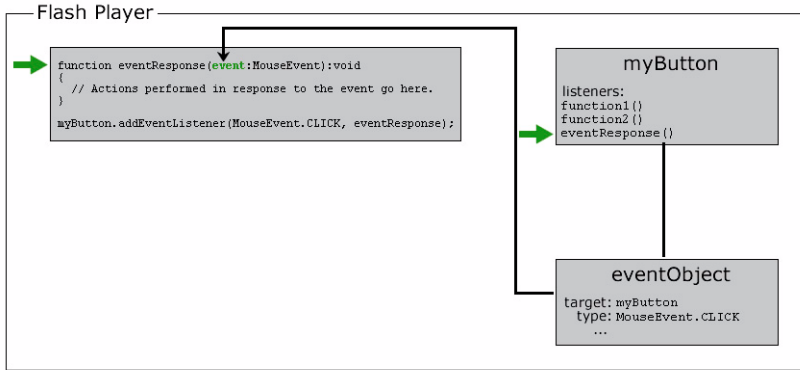 Flash Player
function eventResponse(event:MouseEvent):void
{
// Actions performed in response to the event go here.
}
myButton.addEventListener(MouseEvent.CLICK, eventResponse);
myButton
listeners:
function1()
function2()
eventResponse()
eventObject
target: myButton
type: MouseEvent.CLICK
...